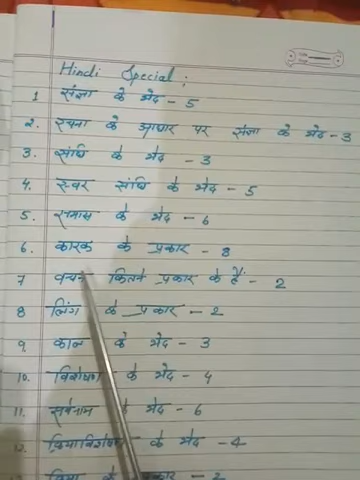 Hindi Special :
1 संज्ञा के भेद - 5
2. रचना के आधार पर संज्ञा के भेद - 3
3. संधि के भेद - 3
4. स्वर संधि के भेद - 5
5. समास के भेद - 6
6. कारक के प्रकार - 8
7 वचन कितने प्रकार के हैं - 2
8 लिंग के प्रकार - 2
9. काल के भेद - 3
10. विशेषण के भेद - 4
11. सर्वनाम के भेद - 6
12. क्रियाविशेषण के भेद - 4